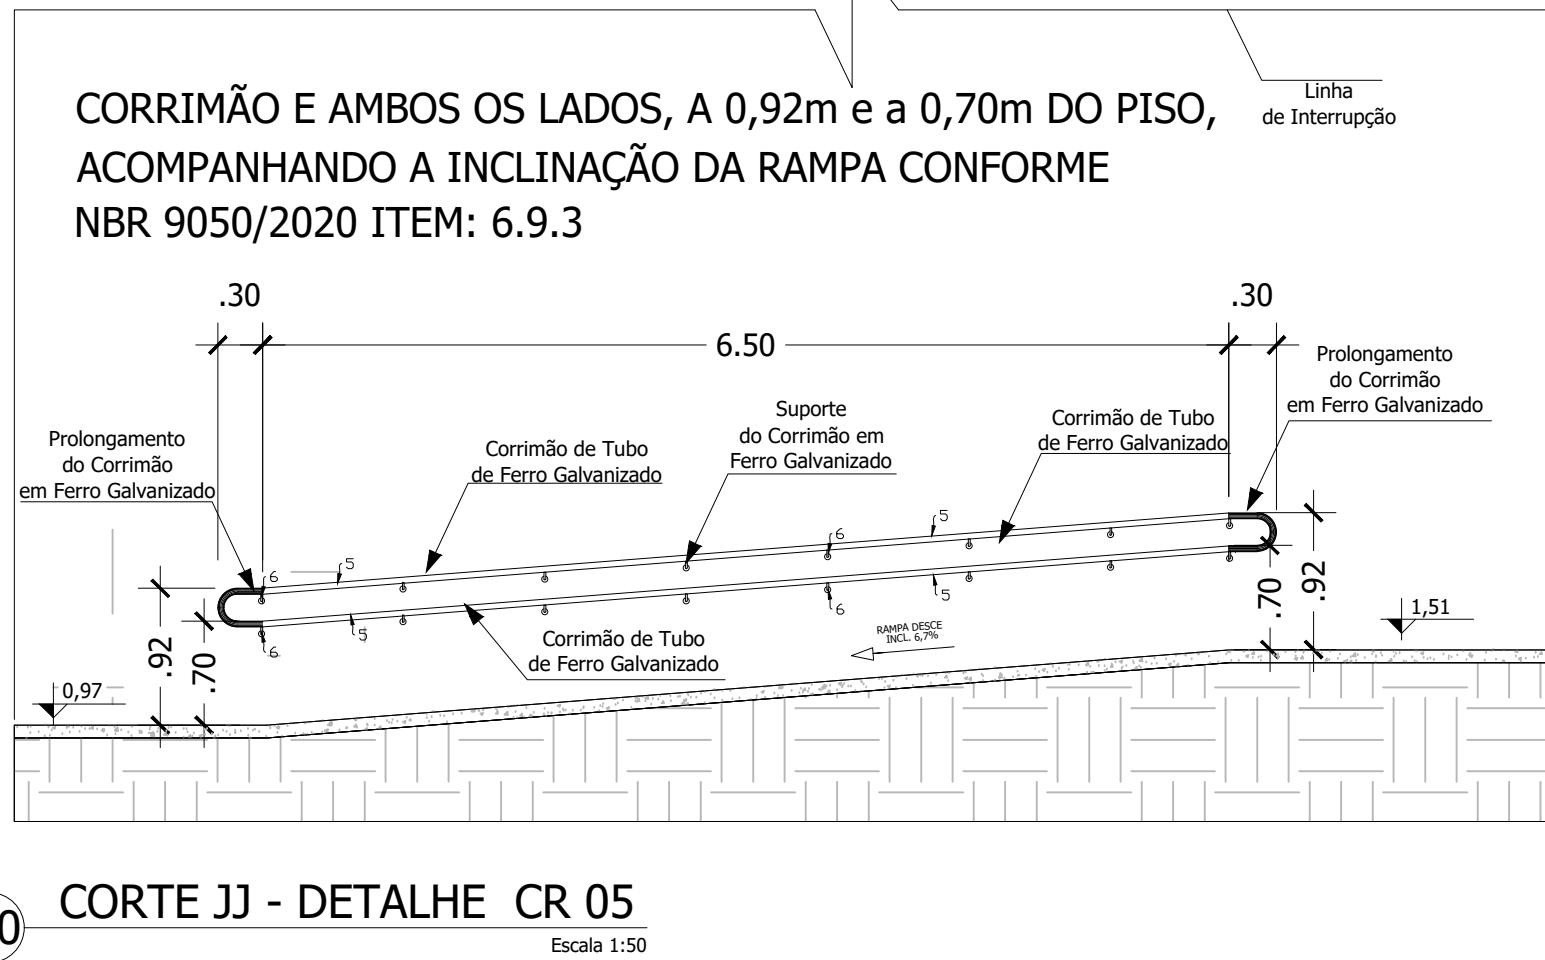 Linha
de Interrupção
CORRIMÃO E AMBOS OS LADOS, A 0,92m e a 0,70m DO PISO,
ACOMPANHANDO A INCLINAÇÃO DA RAMPA CONFORME
NBR 9050/2020 ITEM: 6.9.3
.30
6.50
.30
Prolongamento
do Corrimão
em Ferro Galvanizado
Corrimão de Tubo
de Ferro Galvanizado
Suporte
do Corrimão em
Ferro Galvanizado
Corrimão de Tubo
de Ferro Galvanizado
Prolongamento
do Corrimão
em Ferro Galvanizado
6
5
6
5
6
5
6
5
Corrimão de Tubo
de Ferro Galvanizado
RAMPA DESCE
INCL. 6,7%
.92
.70
.70
.92
0,97
1,51
0
CORTE JJ - DETALHE CR 05
Escala 1:50